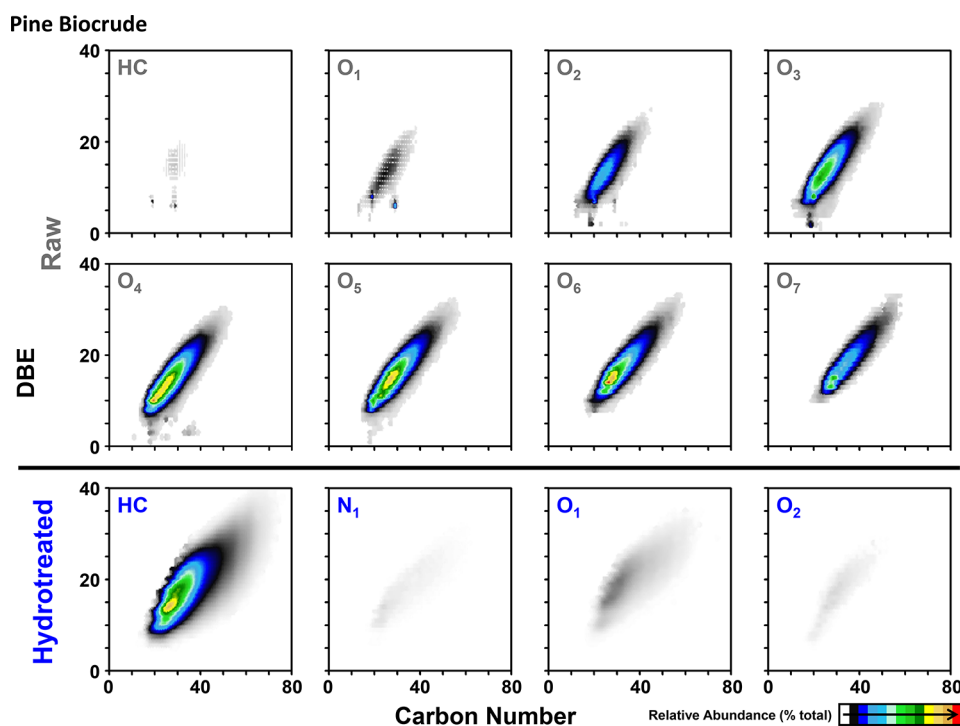 Pine Biocrude
40
HC
O1
O2
O3
20
0
Raw
40
O4
O5
O6
O7
20
0
DBE
40
HC
N1
O1
O2
20
0
Hydrotreated
0 40 80 0 40 80 0 40 80 0 40 80
Carbon Number
Relative Abundance (% total)